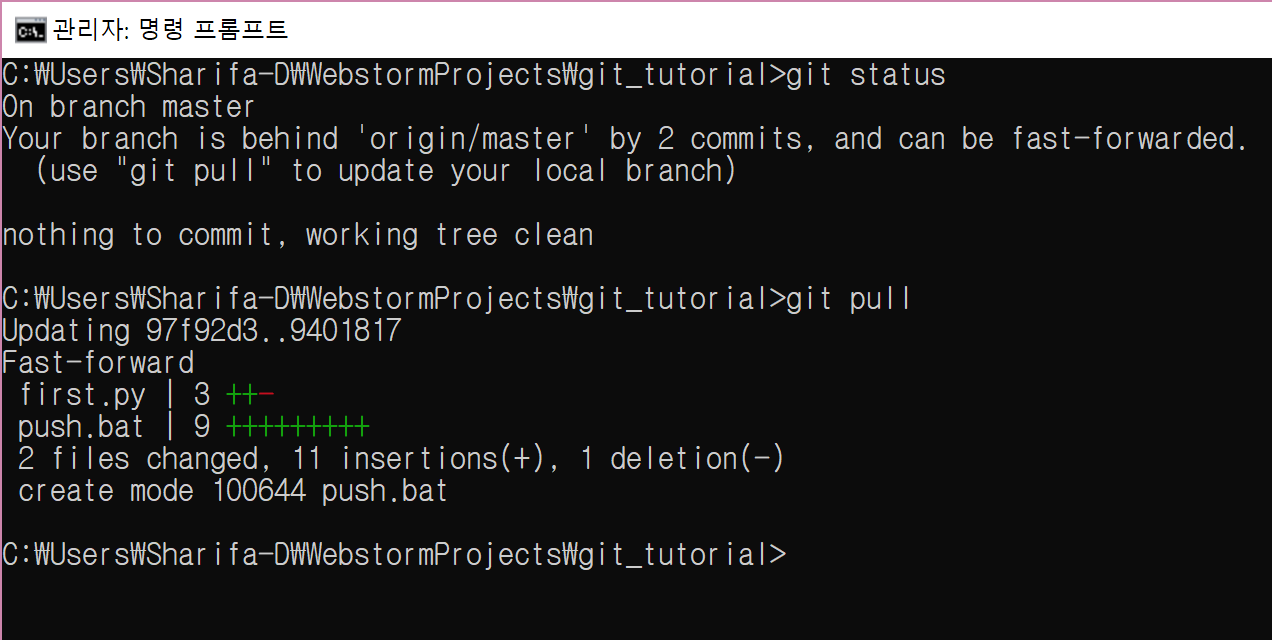 관리자: 명령 프롬프트
C:₩Users₩Sharifa-D₩WebstormProjects₩git_tutorial>git status
On branch master
Your branch is behind 'origin/master' by 2 commits, and can be fast-forwarded.
  (use "git pull" to update your local branch)
nothing to commit, working tree clean
C:₩Users₩Sharifa-D₩WebstormProjects₩git_tutorial>git pull
Updating 97f92d3..9401817
Fast-forward
 first.py | 3 ++-
 push.bat | 9 +++++++++
 2 files changed, 11 insertions(+), 1 deletion(-)
 create mode 100644 push.bat
C:₩Users₩Sharifa-D₩WebstormProjects₩git_tutorial>